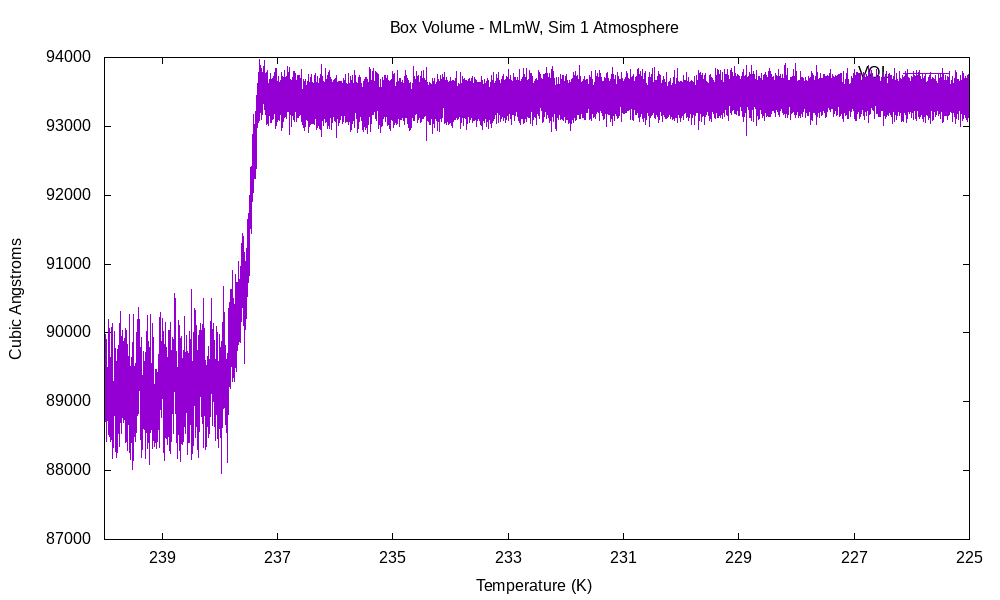 Box Volume - MLmW, Sim 1 Atmosphere
94000
VOL
93000
92000
91000
90000
89000
88000
87000
Cubic Angstroms
239 237 235 233 231 229 227 225
Temperature (K)